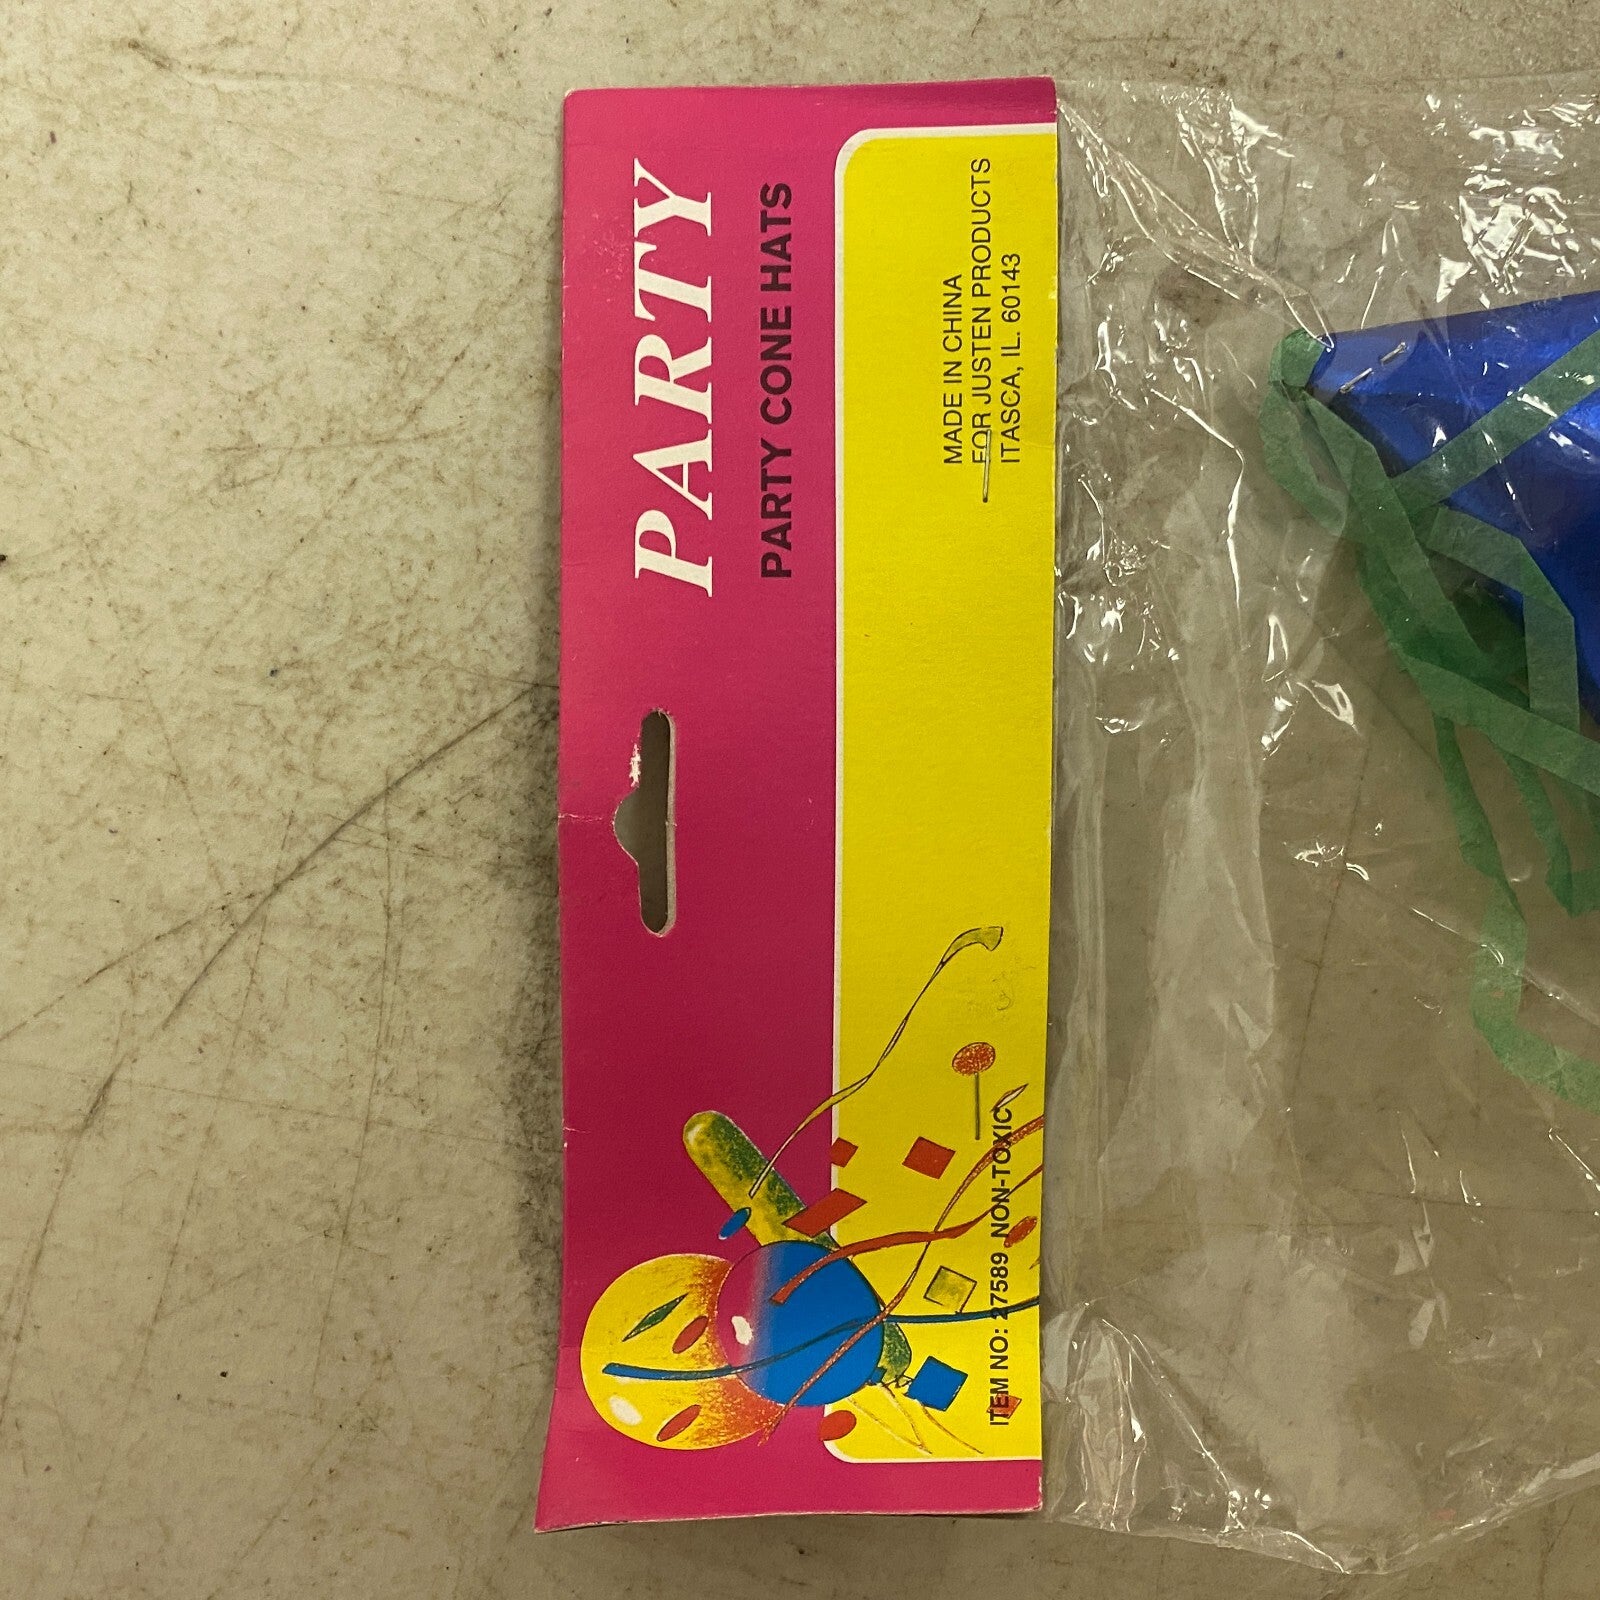 PARTY
PARTY CONE HATS
MADE IN CHINA
FOR JUSTEN PRODUCTS
ITASCA, IL. 60143
ITEM NO: 27589 NON-TOXIC